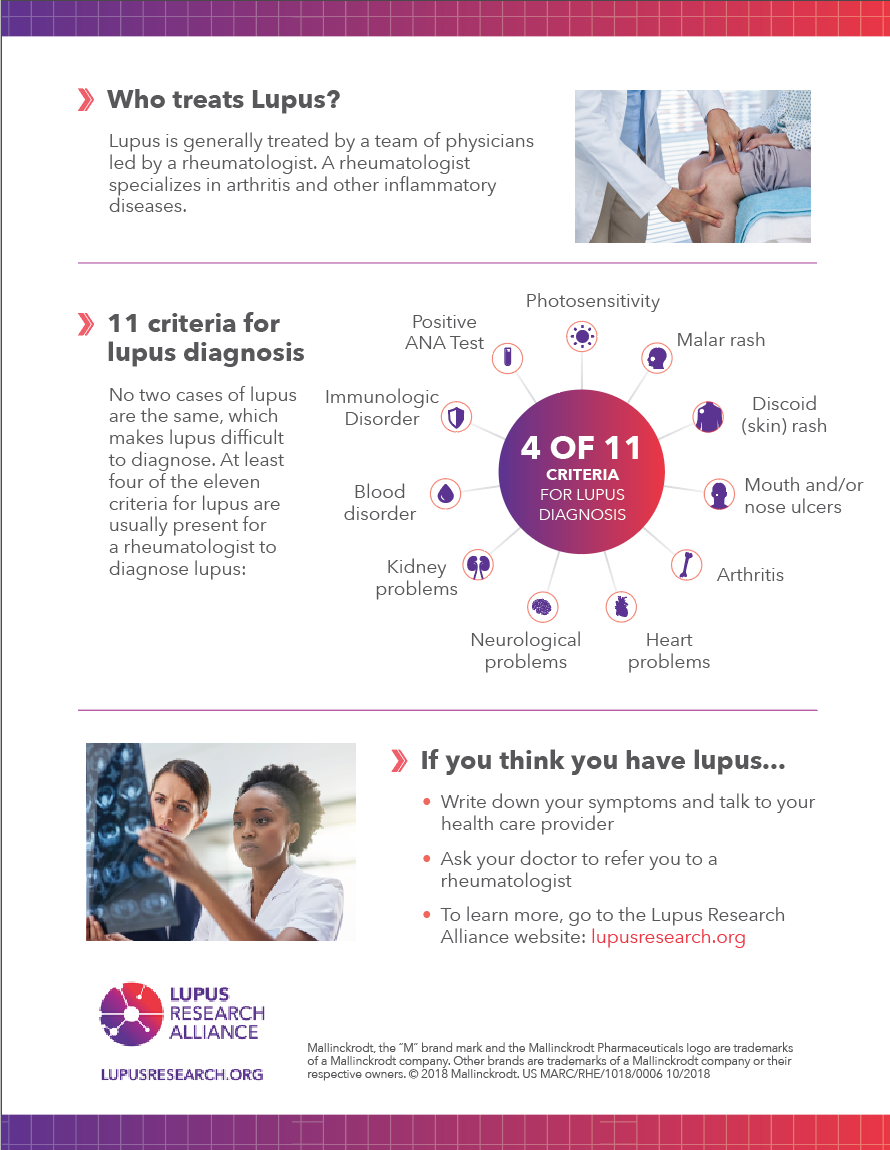 Who treats Lupus?
Lupus is generally treated by a team of physicians
led by a rheumatologist. A rheumatologist
specializes in arthritis and other inflammatory
diseases.
11 criteria for
lupus diagnosis
No two cases of lupus
are the same, which
makes lupus difficult
to diagnose. At least
four of the eleven
criteria for lupus are
usually present for
a rheumatologist to
diagnose lupus:
4 OF 11
CRITERIA
FOR LUPUS
DIAGNOSIS
Photosensitivity
Malar rash
Discoid
(skin) rash
Mouth and/or
nose ulcers
Arthritis
Heart
problems
Neurological
problems
Kidney
problems
Blood
disorder
Immunologic
Disorder
Positive
ANA Test
If you think you have lupus...
• Write down your symptoms and talk to your
health care provider
• Ask your doctor to refer you to a
rheumatologist
• To learn more, go to the Lupus Research
Alliance website: lupusresearch.org
LUPUS
RESEARCH
ALLIANCE
LUPUSRESEARCH.ORG
Mallinckrodt, the “M” brand mark and the Mallinckrodt Pharmaceuticals logo are trademarks
of a Mallinckrodt company. Other brands are trademarks of a Mallinckrodt company or their
respective owners. © 2018 Mallinckrodt. US MARC/RHE/1018/0006 10/2018